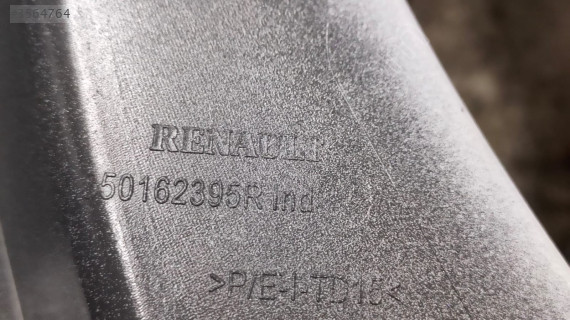 RENAULT
50162395R Ind
>P/E-I-TD15<